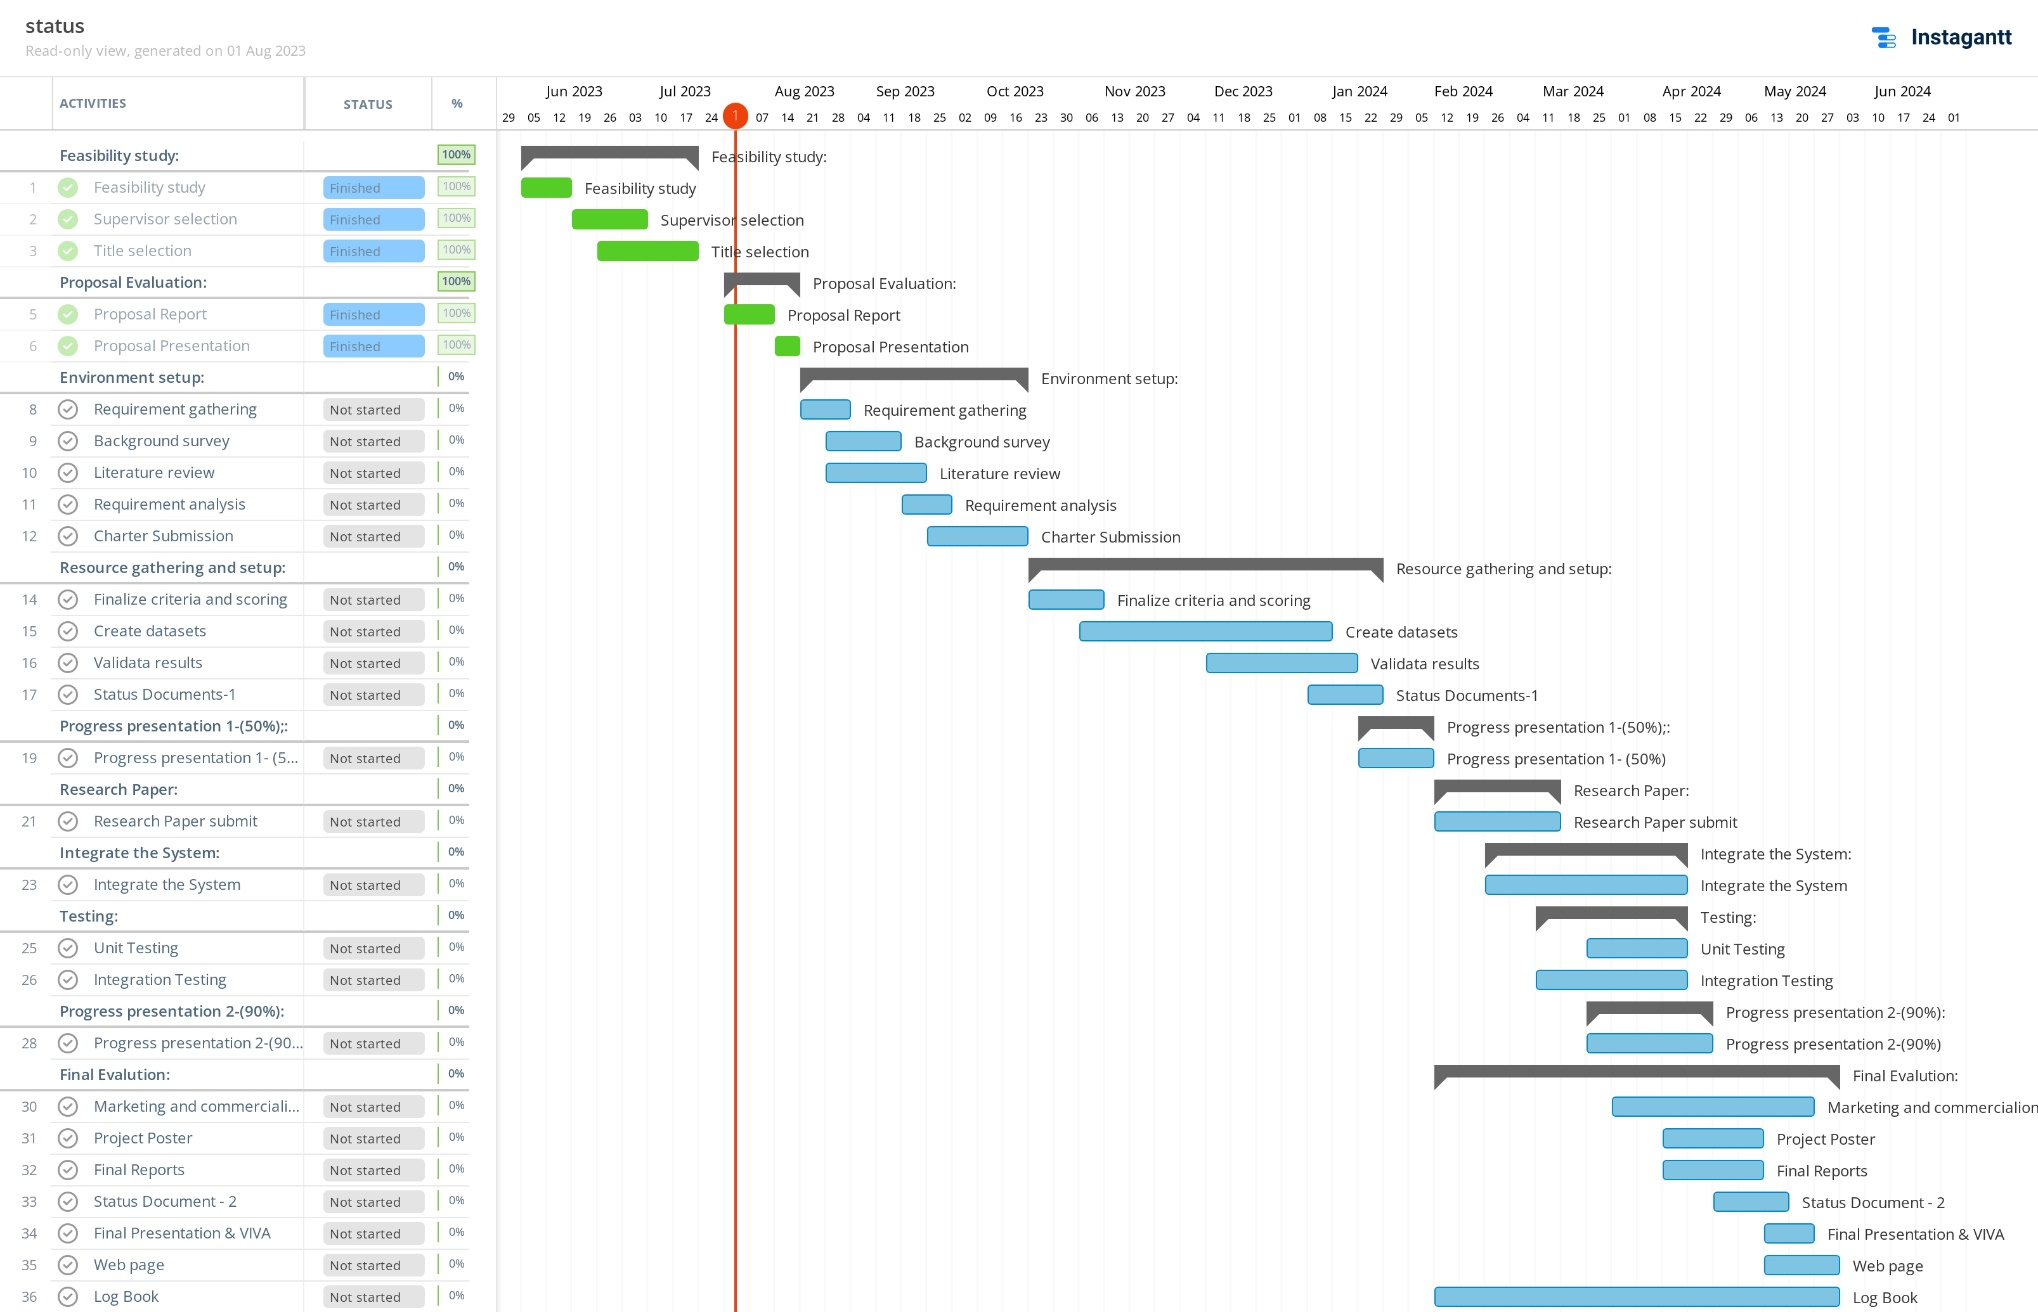 status
Read-only view, generated on 01 Aug 2023
Instagantt
ACTIVITIES STATUS %
Jun 2023 Jul 2023 Aug 2023 Sep 2023 Oct 2023 Nov 2023 Dec 2023 Jan 2024 Feb 2024 Mar 2024 Apr 2024 May 2024 Jun 2024
29 05 12 19 26 03 10 17 24 1 07 14 21 28 04 11 18 25 02 09 16 23 30 06 13 20 27 04 11 18 25 01 08 15 22 29 05 12 19 26 04 11 18 25 01 08 15 22 29 06 13 20 27 03 10 17 24 01
Feasibility study: 100% Feasibility study:
1 Feasibility study Finished 100% Feasibility study
2 Supervisor selection Finished 100% Supervisor selection
3 Title selection Finished 100% Title selection
Proposal Evaluation: 100% Proposal Evaluation:
5 Proposal Report Finished 100% Proposal Report
6 Proposal Presentation Finished 100% Proposal Presentation
Environment setup: 0% Environment setup:
8 Requirement gathering Not started 0% Requirement gathering
9 Background survey Not started 0% Background survey
10 Literature review Not started 0% Literature review
11 Requirement analysis Not started 0% Requirement analysis
12 Charter Submission Not started 0% Charter Submission
Resource gathering and setup: 0% Resource gathering and setup:
14 Finalize criteria and scoring Not started 0% Finalize criteria and scoring
15 Create datasets Not started 0% Create datasets
16 Validata results Not started 0% Validata results
17 Status Documents-1 Not started 0% Status Documents-1
Progress presentation 1-(50%);: 0% Progress presentation 1-(50%);:
19 Progress presentation 1- (5... Not started 0% Progress presentation 1- (50%)
Research Paper: 0% Research Paper:
21 Research Paper submit Not started 0% Research Paper submit
Integrate the System: 0% Integrate the System:
23 Integrate the System Not started 0% Integrate the System
Testing: 0% Testing:
25 Unit Testing Not started 0% Unit Testing
26 Integration Testing Not started 0% Integration Testing
Progress presentation 2-(90%): 0% Progress presentation 2-(90%):
28 Progress presentation 2-(90... Not started 0% Progress presentation 2-(90%)
Final Evalution: 0% Final Evalution:
30 Marketing and commerciali... Not started 0% Marketing and commercialion
31 Project Poster Not started 0% Project Poster
32 Final Reports Not started 0% Final Reports
33 Status Document - 2 Not started 0% Status Document - 2
34 Final Presentation & VIVA Not started 0% Final Presentation & VIVA
35 Web page Not started 0% Web page
36 Log Book Not started 0% Log Book